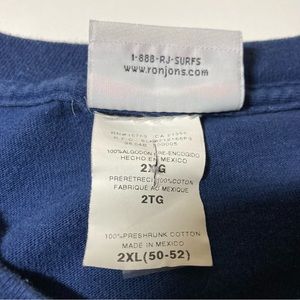 1-888-RJ-SURFS
www.ronjons.com
100%ALGODON PRE-ENCOGIDO
HECHO EN MEXICO
2XG
PRERETRECI 100%COTON
FABRIQUÉ AU MEXIQUE
2TG
100%PRESHRUNK COTTON
MADE IN MEXICO
2XL(50-52)